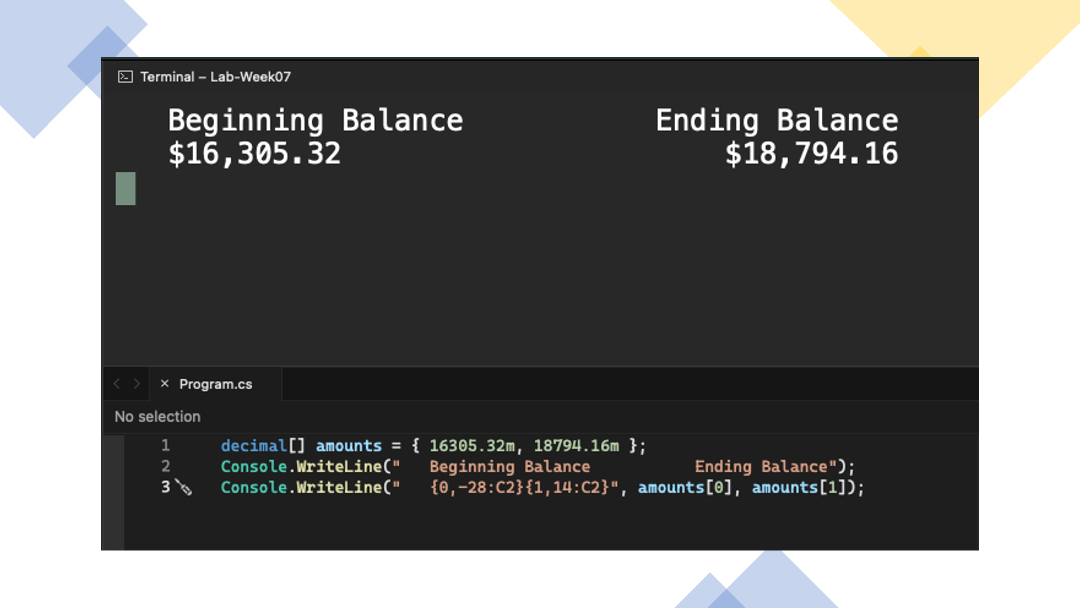 Terminal – Lab-Week07
Beginning Balance           Ending Balance
$16,305.32                      $18,794.16
Program.cs
No selection
1 decimal[] amounts = { 16305.32m, 18794.16m };
2 Console.WriteLine("   Beginning Balance           Ending Balance");
3 Console.WriteLine("   {0,-28:C2}{1,14:C2}", amounts[0], amounts[1]);